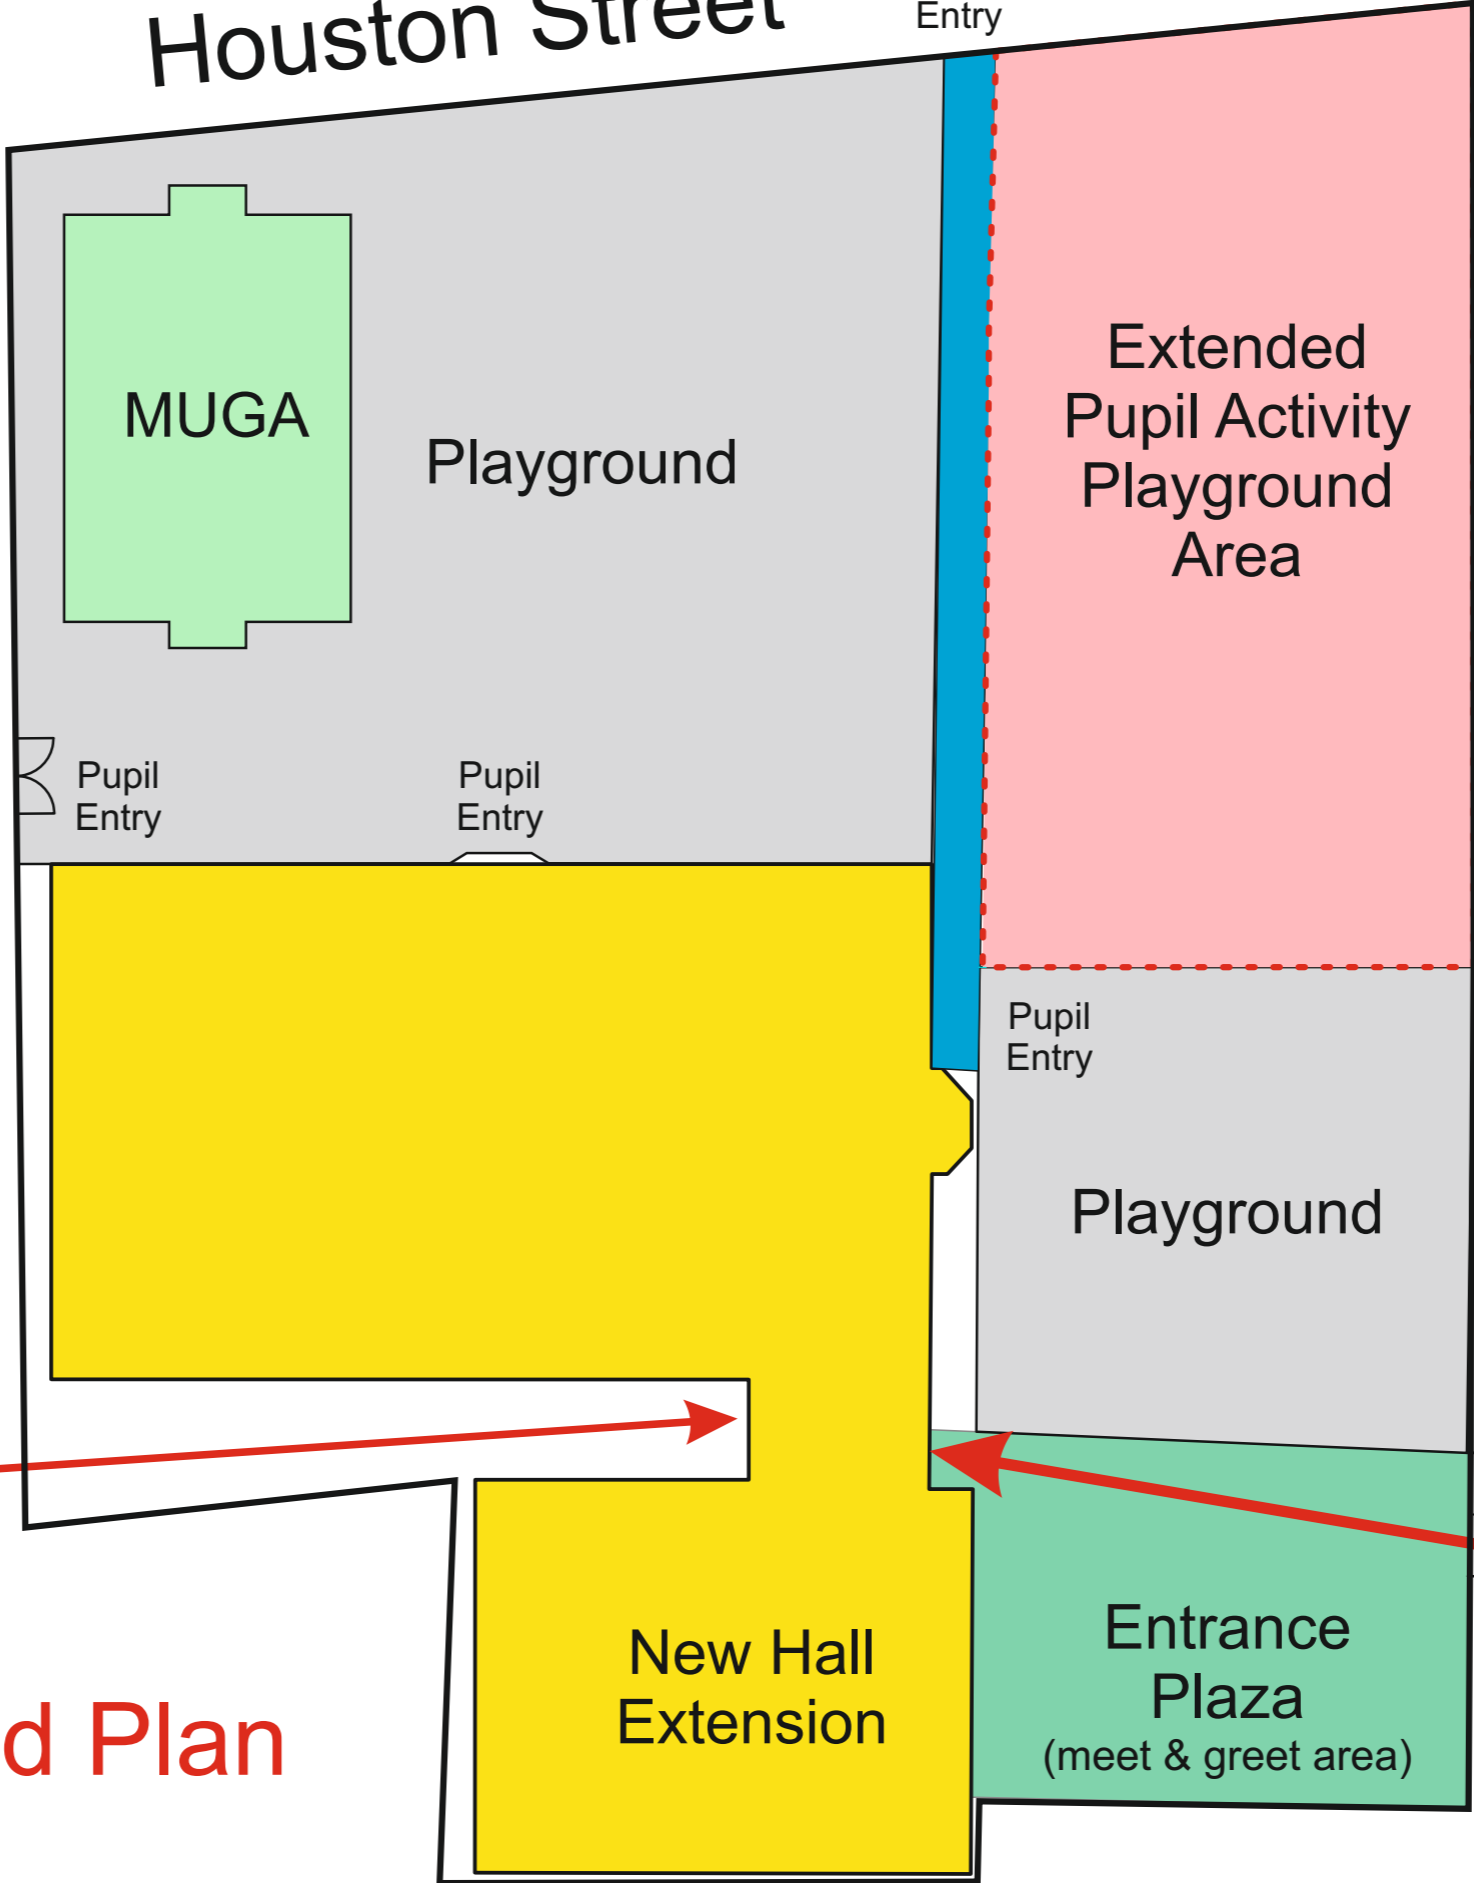 Houston Street
Entry
MUGA
Playground
Extended
Pupil Activity
Playground
Area
Pupil
Entry
Pupil
Entry
Pupil
Entry
Playground
New Hall
Extension
Entrance
Plaza
(meet & greet area)
d Plan